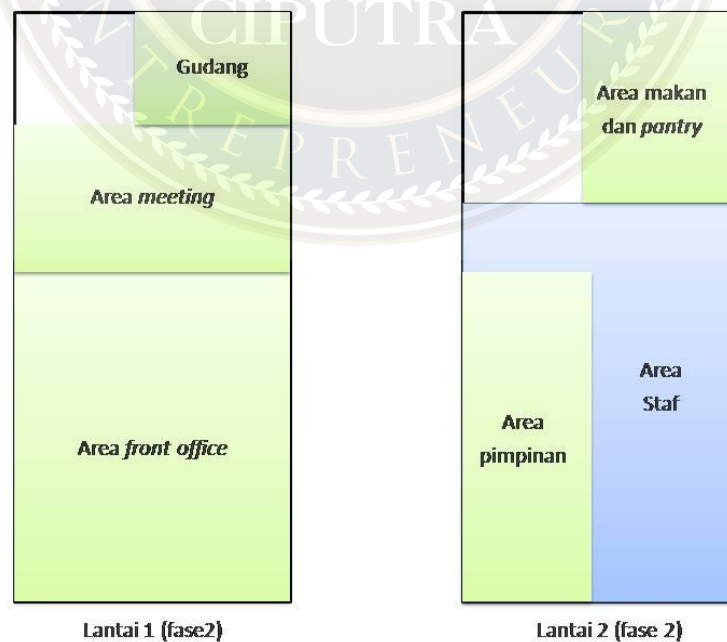 CIPUTRA
ENTREPRENEUR
Gudang
Area meeting
Area front office
Lantai 1 (fase2)
Area makan
dan pantry
Area
Staf
Area
pimpinan
Lantai 2 (fase 2)